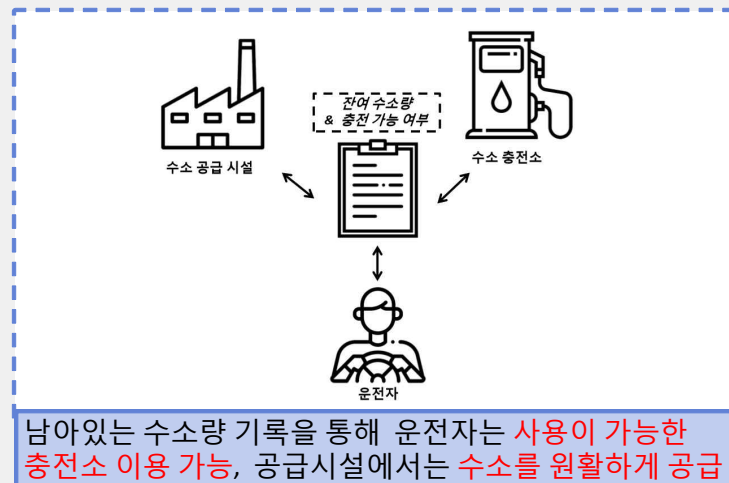 잔여 수소량
& 충전 가능 여부
수소 공급 시설
수소 충전소
운전자
남아있는 수소량 기록을 통해 운전자는 사용이 가능한
충전소 이용 가능, 공급시설에서는 수소를 원활하게 공급